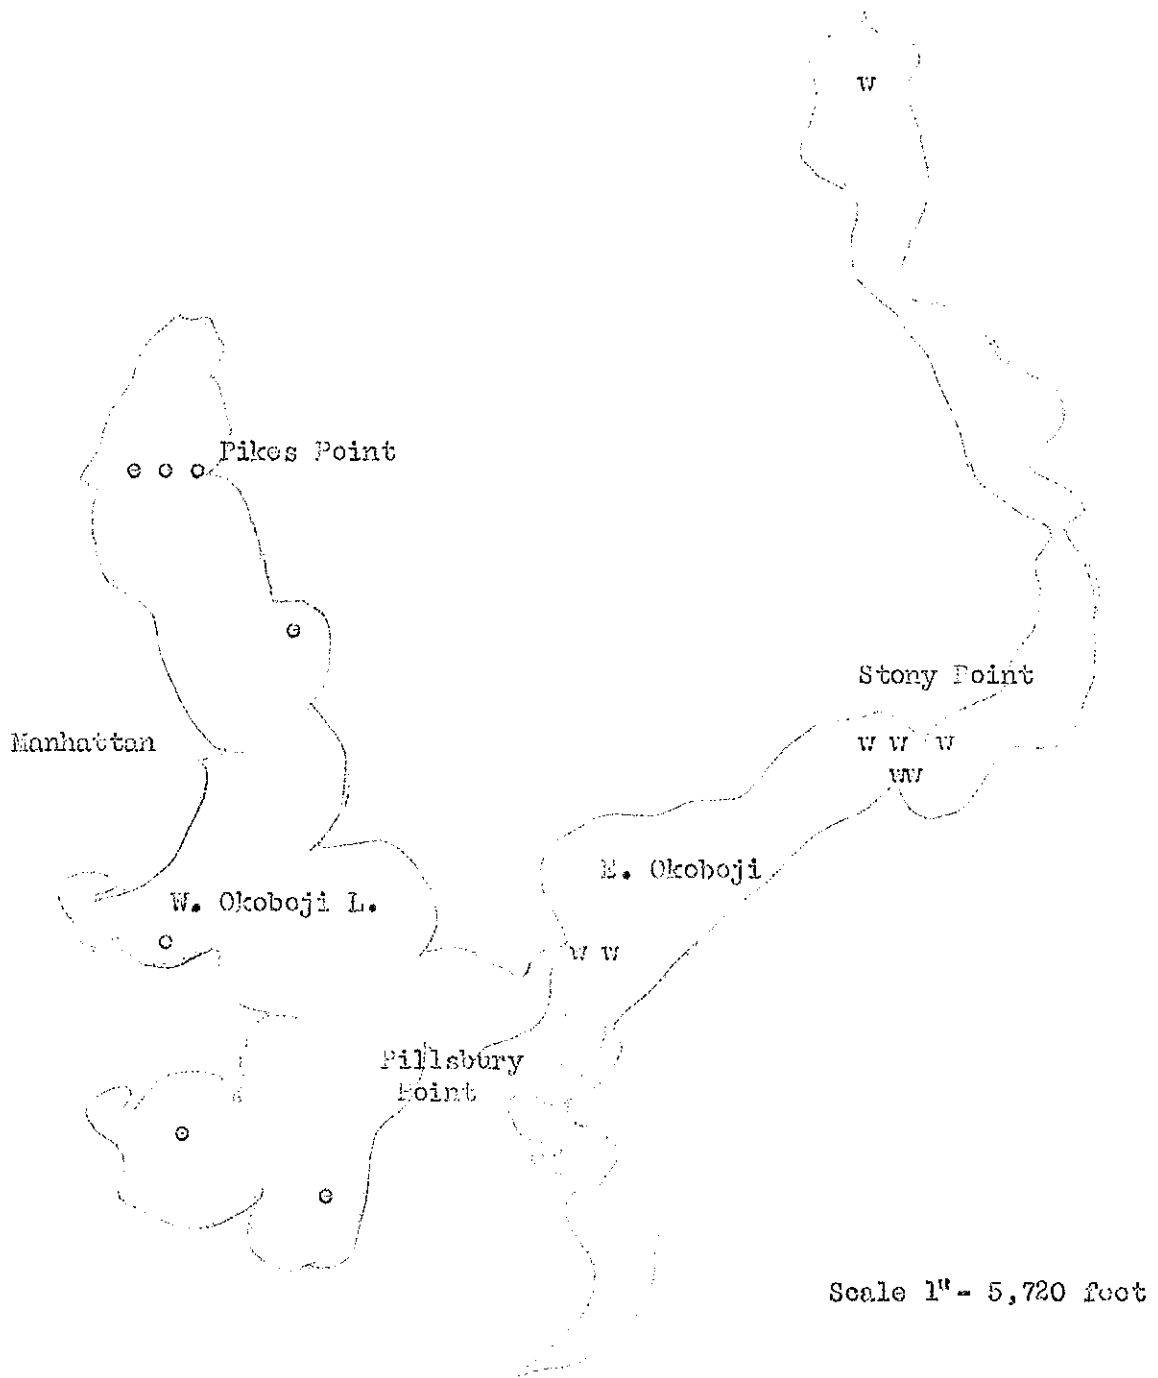 W
Pikes Point
o o o
o
Stony Point
Manhattan
W W W
WW
E. Okoboji
W. Okoboji L.
o
W W
Pillsbury
Point
o
o
Scale 1" - 5,720 feet